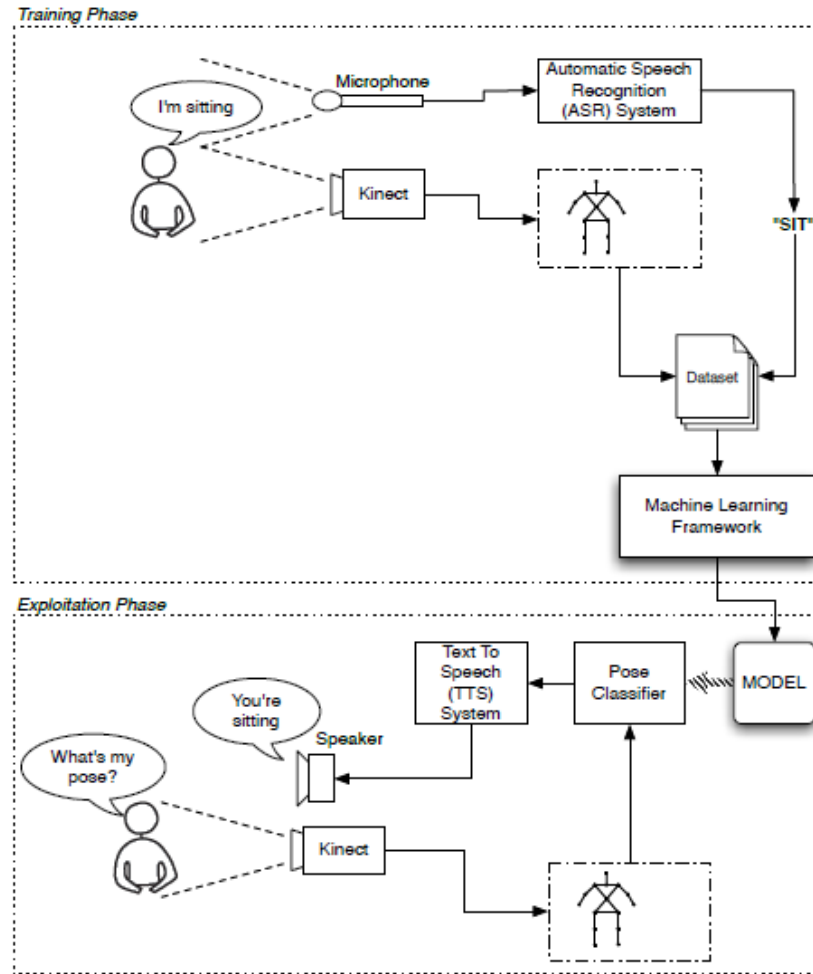 Training Phase
I'm sitting
Microphone
Automatic Speech
Recognition
(ASR) System
Kinect
"SIT"
Dataset
Machine Learning
Framework
Exploitation Phase
Text To
Speech
(TTS)
System
Pose
Classifier
MODEL
You're
sitting
Speaker
What's my
pose?
Kinect